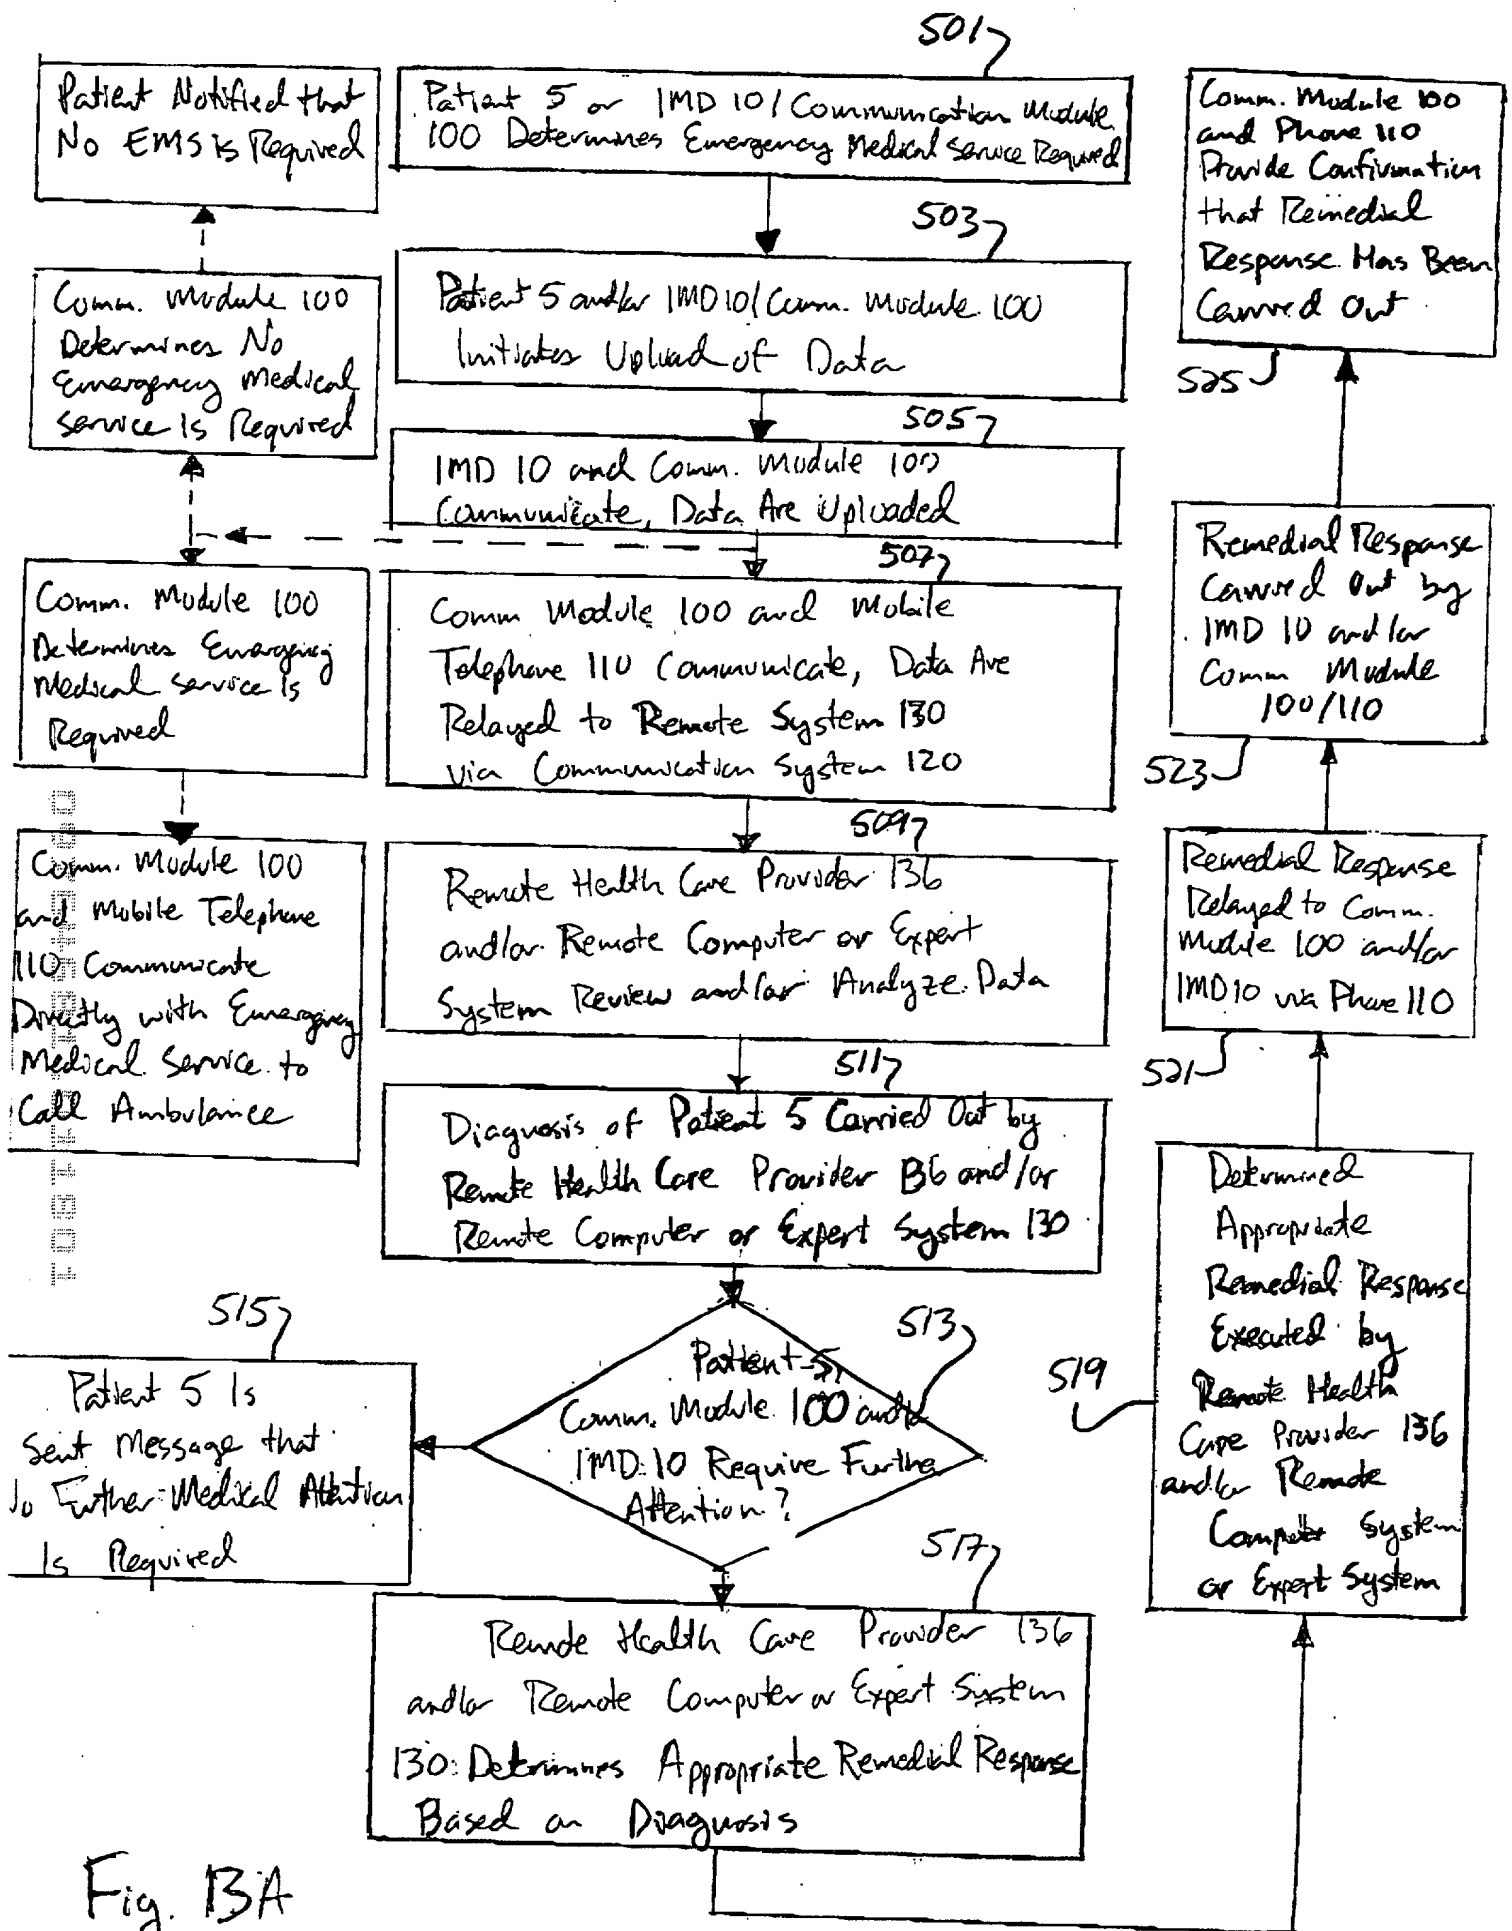 501
Patient Notified that
No EMS is Required
Patient 5 or IMD 10/Communication Module
100 Determines Emergency Medical Service Required
Comm. Module 100
and Phone 110
Provide Confirmation
that Remedial
Response Has Been
Carried Out
525
503
Comm. Module 100
Determines No
Emergency Medical
Service Is Required
Patient 5 and/or IMD10/Comm. Module 100
Initiates Upload of Data
505
IMD 10 and Comm. Module 100
Communicate, Data Are Uploaded
507
Comm. Module 100
Determines Emergency
Medical Service Is
Required
Comm Module 100 and Mobile
Telephone 110 Communicate, Data Are
Relayed to Remote System 130
via Communication System 120
Remedial Response
Carried Out by
IMD 10 and/or
Comm Module
100/110
523
509
Comm. Module 100
and Mobile Telephone
110 Communicate
Directly with Emergency
Medical Service to
Call Ambulance
Remote Health Care Provider 136
and/or Remote Computer or Expert
System Review and/or Analyze Data
Remedial Response
Relayed to Comm.
Module 100 and/or
IMD10 via Phone 110
521
511
Diagnosis of Patient 5 Carried Out by
Remote Health Care Provider 136 and/or
Remote Computer or Expert System 130
513
Patient 5,
Comm. Module 100 and/or
IMD 10 Require Further
Attention?
515
Patient 5 Is
Sent Message that
No Further Medical Attention
Is Required
517
Remote Health Care Provider 136
and/or Remote Computer or Expert System
130 Determines Appropriate Remedial Response
Based on Diagnosis
519
Determined
Appropriate
Remedial Response
Executed by
Remote Health
Care Provider 136
and/or Remote
Computer System
or Expert System
Fig. 13A